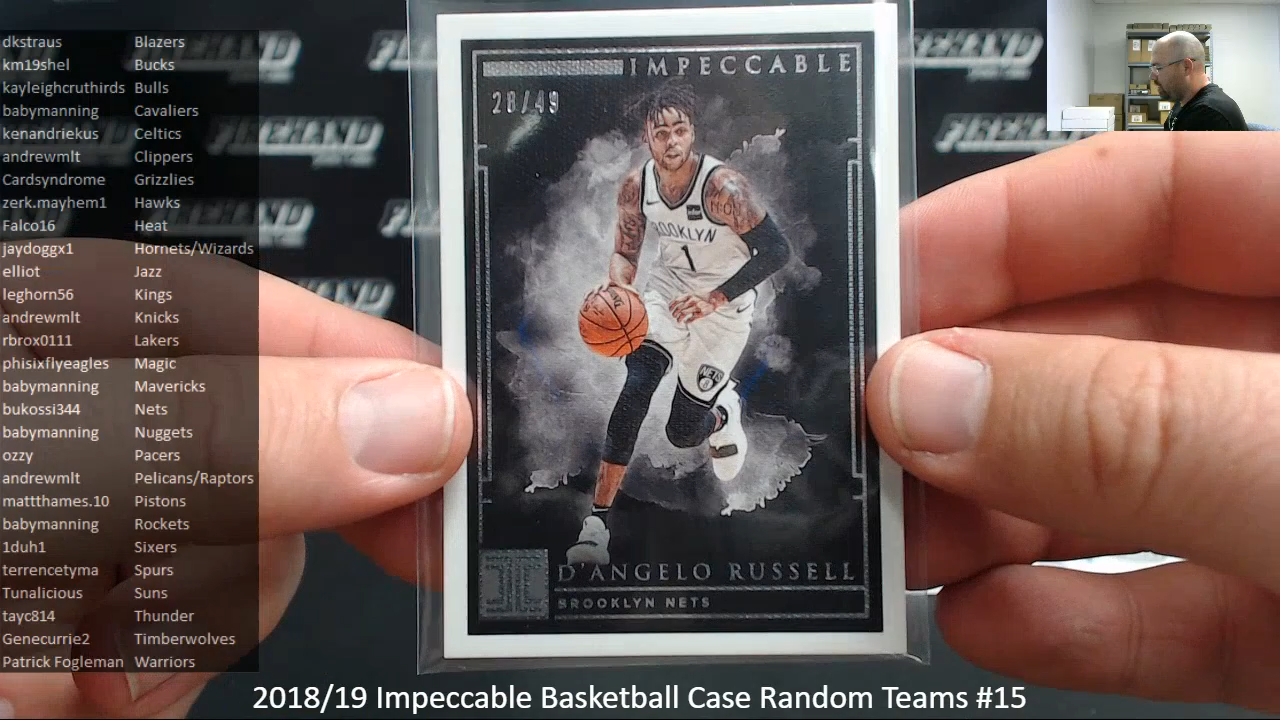 dkstraus Blazers
km19shel Bucks
kayleighcruthirds Bulls
babymanning Cavaliers
kenandriekus Celtics
andrewmlt Clippers
Cardsyndrome Grizzlies
zerk.mayhem1 Hawks
Falco16 Heat
jaydoggx1 Hornets/Wizards
elliot Jazz
leghorn56 Kings
andrewmlt Knicks
rbrox0111 Lakers
phisixflyeagles Magic
babymanning Mavericks
bukossi344 Nets
babymanning Nuggets
ozzy Pacers
andrewmlt Pelicans/Raptors
mattthames.10 Pistons
babymanning Rockets
1duh1 Sixers
terrencetyma Spurs
Tunalicious Suns
tayc814 Thunder
Genecurrie2 Timberwolves
Patrick Fogleman Warriors
IMPECCABLE
28/49
BROOKLYN
1
NETS
D'ANGELO RUSSELL
BROOKLYN NETS
2018/19 Impeccable Basketball Case Random Teams #15